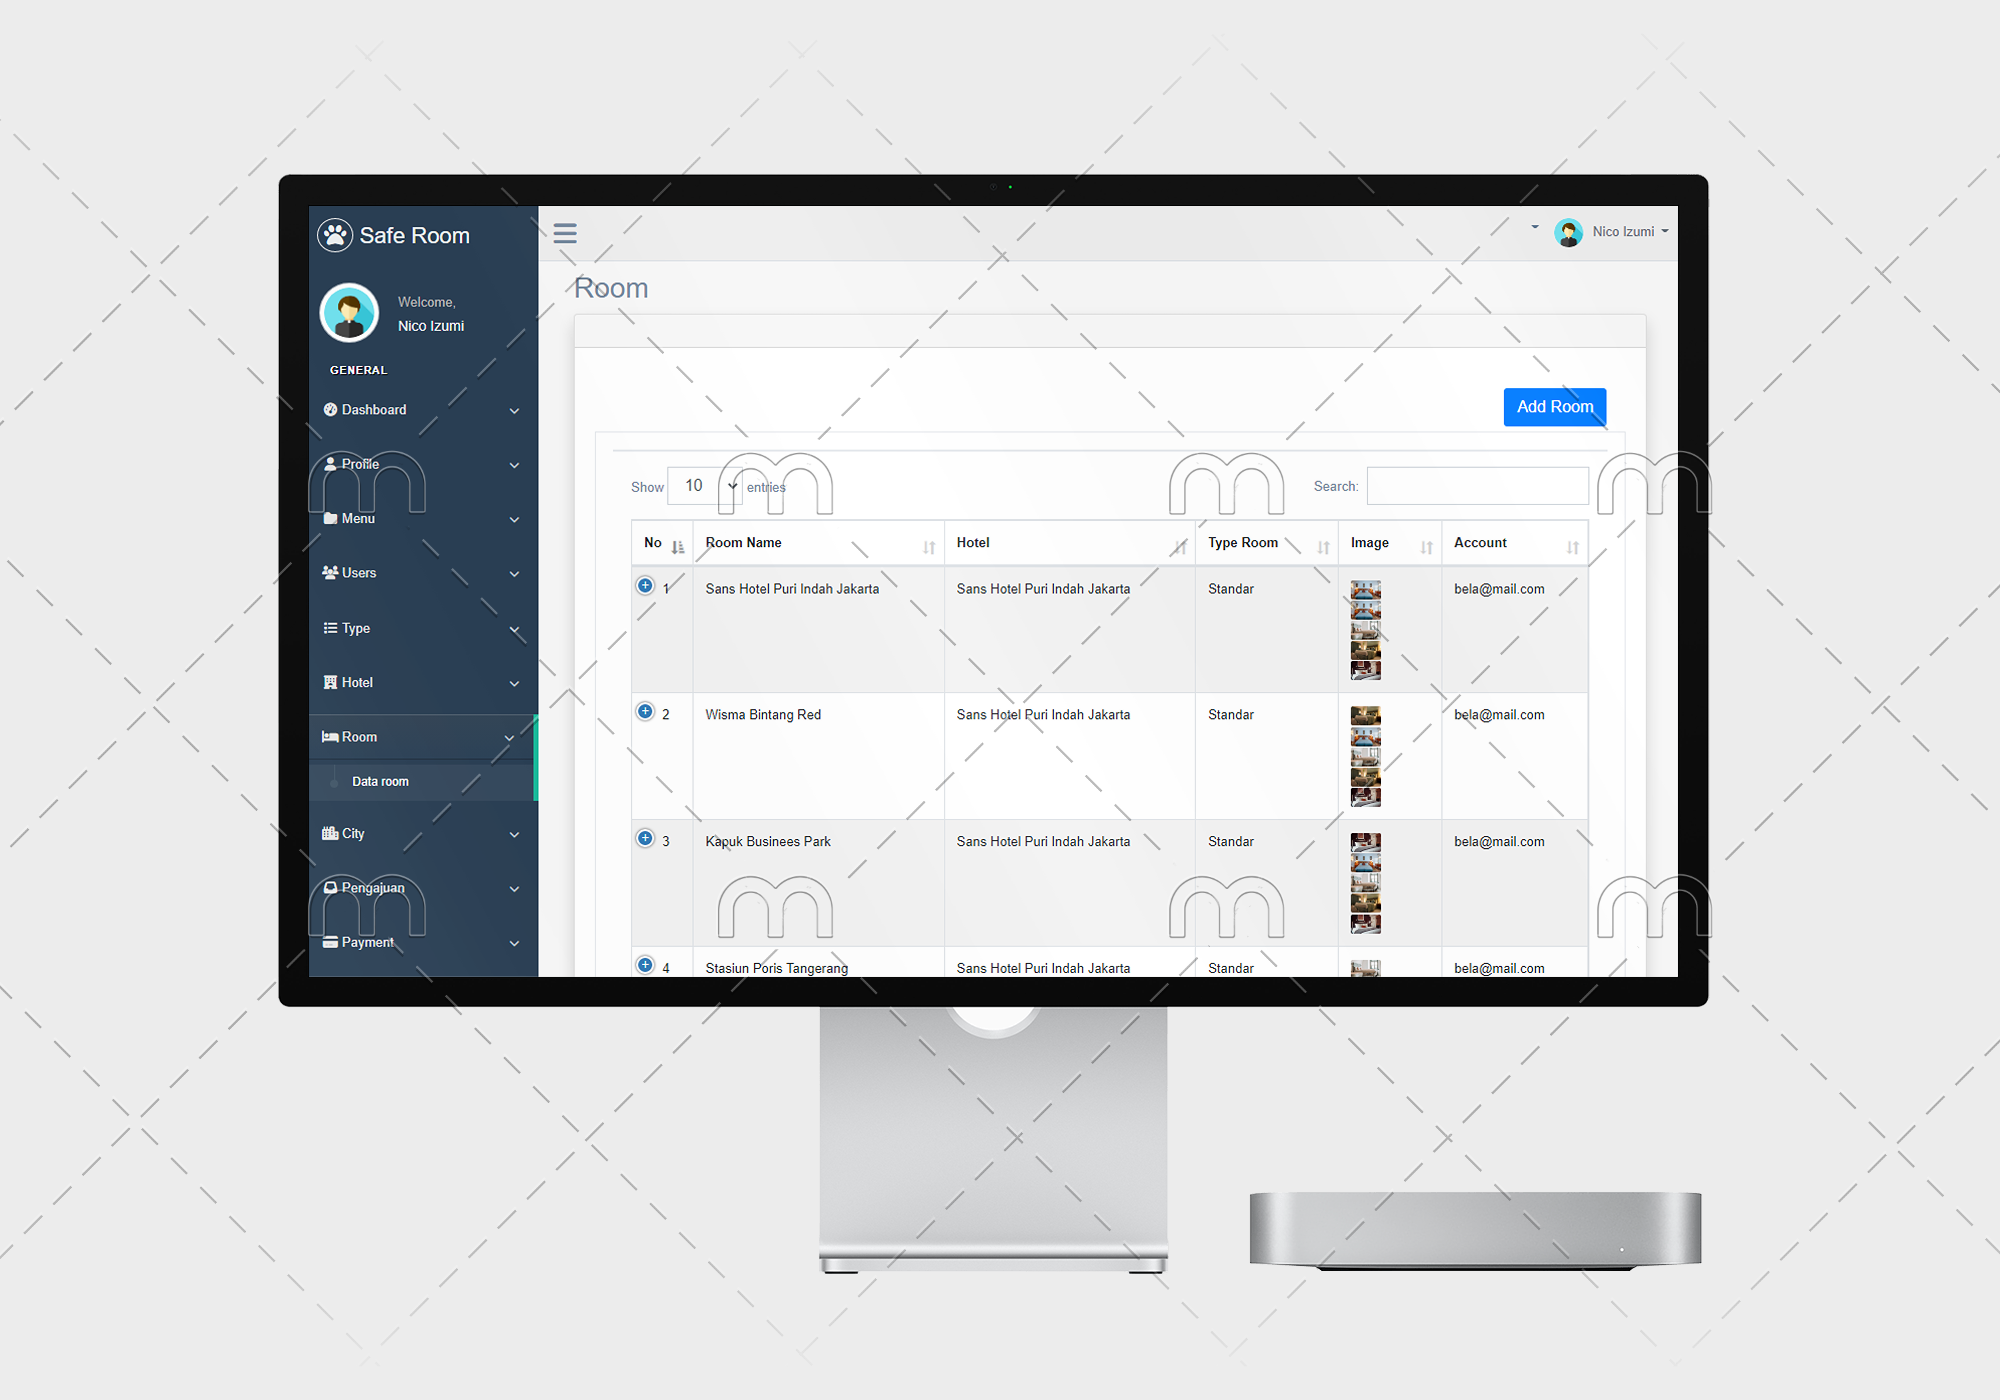 Safe Room
Nico Izumi
Welcome,
Nico Izumi
GENERAL
Dashboard
Profile
Menu
Users
Type
Hotel
Room
Data room
City
Pengajuan
Payment
Room
Add Room
Show 10 entries
Search:
No Room Name Hotel Type Room Image Account
1 Sans Hotel Puri Indah Jakarta Sans Hotel Puri Indah Jakarta Standar bela@mail.com
2 Wisma Bintang Red Sans Hotel Puri Indah Jakarta Standar bela@mail.com
3 Kapuk Businees Park Sans Hotel Puri Indah Jakarta Standar bela@mail.com
4 Stasiun Poris Tangerang Sans Hotel Puri Indah Jakarta Standar bela@mail.com
m m m m
m m m m